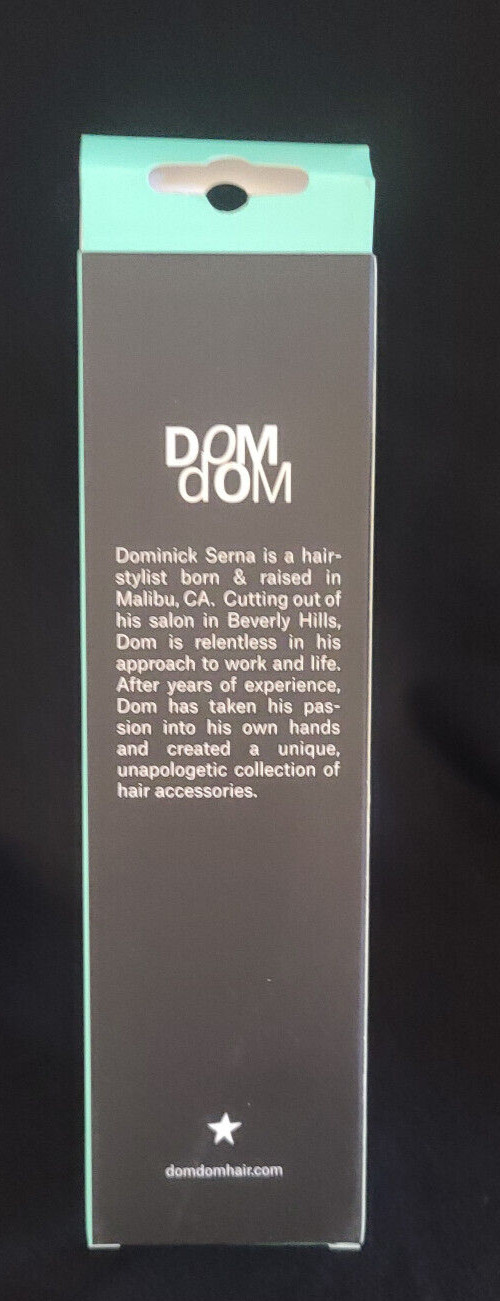 DOM
dOM
Dominick Serna is a hair-
stylist born & raised in
Malibu, CA. Cutting out of
his salon in Beverly Hills,
Dom is relentless in his
approach to work and life.
After years of experience,
Dom has taken his pas-
sion into his own hands
and created a unique,
unapologetic collection of
hair accessories.
domdomhair.com